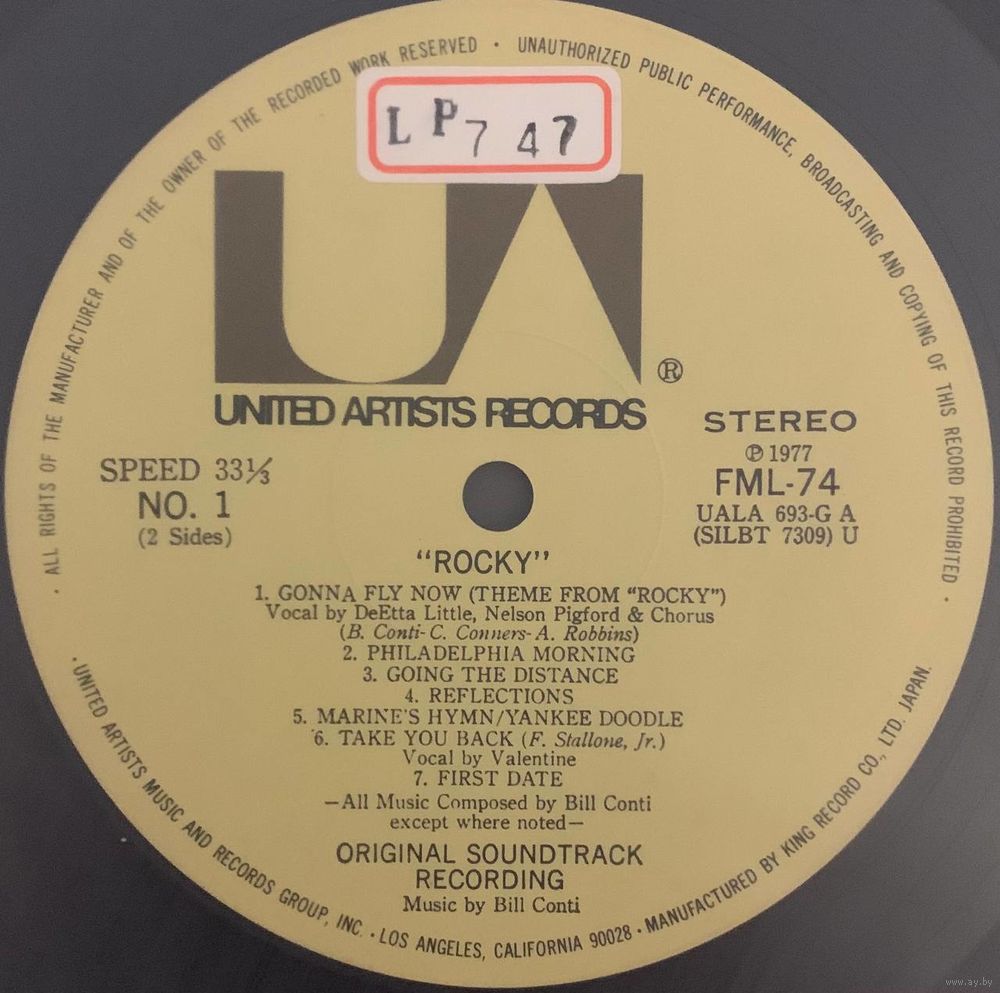 · ALL RIGHTS OF THE MANUFACTURER AND OF THE OWNER OF THE RECORDED WORK RESERVED · UNAUTHORIZED PUBLIC PERFORMANCE, BROADCASTING AND COPYING OF THIS RECORD PROHIBITED ·
LP747
UA®
UNITED ARTISTS RECORDS
SPEED 33⅓
NO. 1
(2 Sides)
STEREO
℗ 1977
FML-74
UALA 693-G A
(SILBT 7309) U
"ROCKY"
1. GONNA FLY NOW (THEME FROM "ROCKY")
Vocal by DeEtta Little, Nelson Pigford & Chorus
(B. Conti-C. Conners-A. Robbins)
2. PHILADELPHIA MORNING
3. GOING THE DISTANCE
4. REFLECTIONS
5. MARINE'S HYMN/YANKEE DOODLE
6. TAKE YOU BACK (F. Stallone, Jr.)
Vocal by Valentine
7. FIRST DATE
—All Music Composed by Bill Conti
except where noted—
ORIGINAL SOUNDTRACK
RECORDING
Music by Bill Conti
· UNITED ARTISTS MUSIC AND RECORDS GROUP, INC. · LOS ANGELES, CALIFORNIA 90028 · MANUFACTURED BY KING RECORD CO., LTD. JAPAN.
www.ay.by